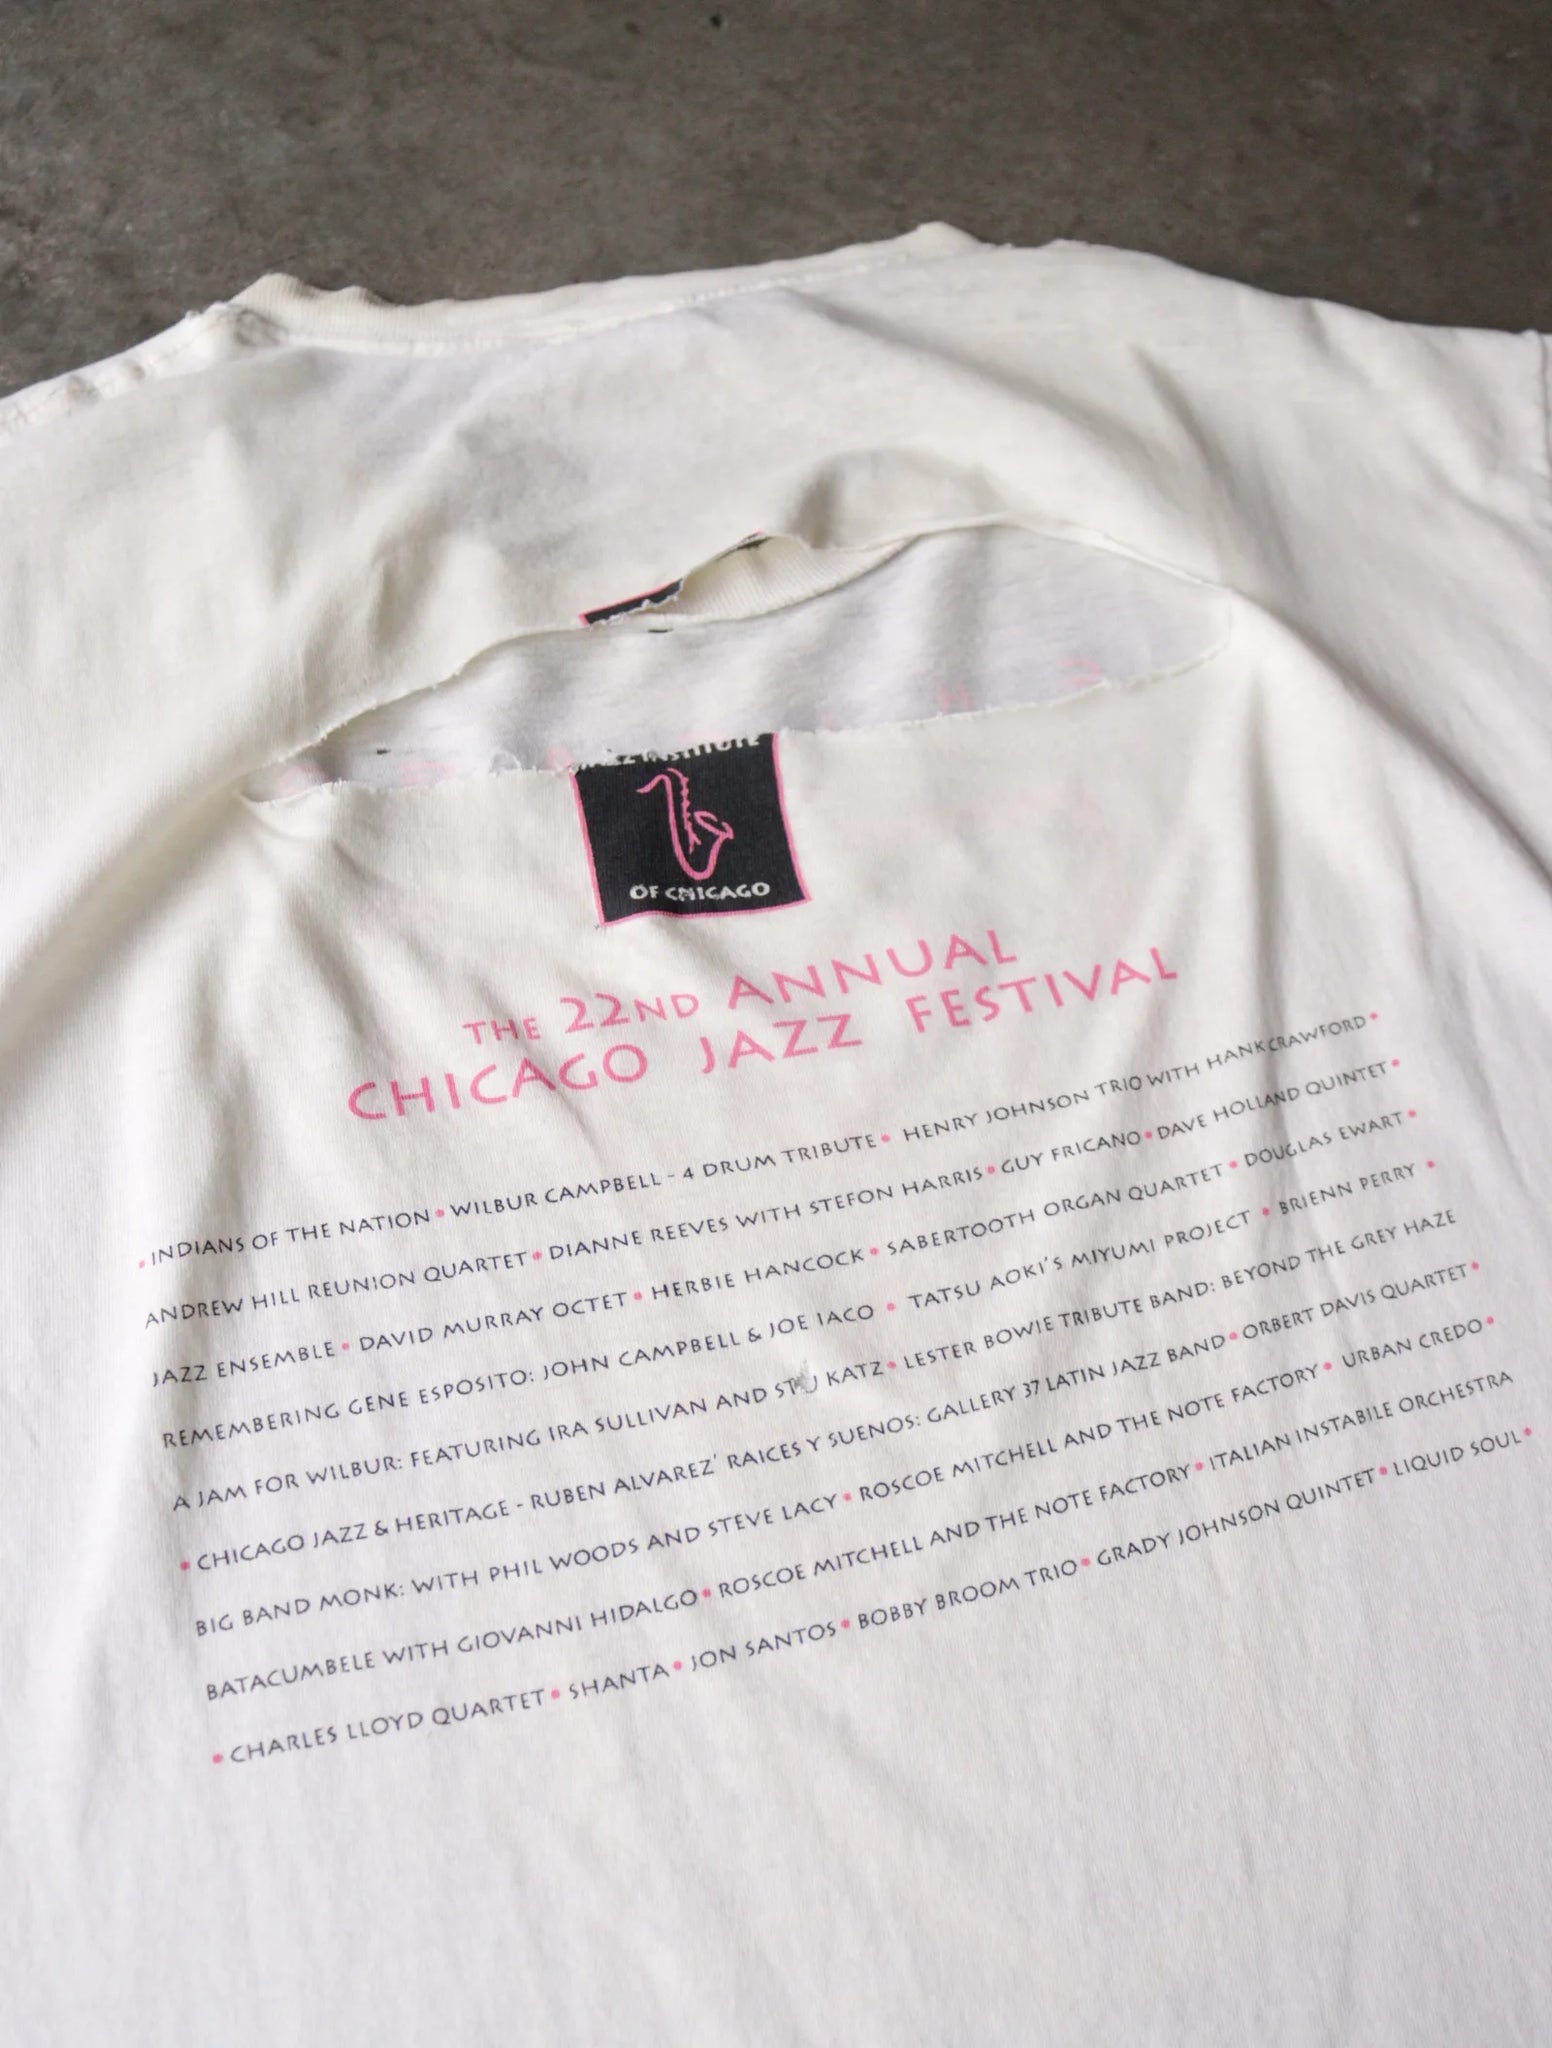 JAZZ INSTITUTE
OF CHICAGO
THE 22ND ANNUAL
CHICAGO JAZZ FESTIVAL
• INDIANS OF THE NATION • WILBUR CAMPBELL - 4 DRUM TRIBUTE • HENRY JOHNSON TRIO WITH HANK CRAWFORD •
ANDREW HILL REUNION QUARTET • DIANNE REEVES WITH STEFON HARRIS • GUY FRICANO • DAVE HOLLAND QUINTET •
JAZZ ENSEMBLE • DAVID MURRAY OCTET • HERBIE HANCOCK • SABERTOOTH ORGAN QUARTET • DOUGLAS EWART •
REMEMBERING GENE ESPOSITO: JOHN CAMPBELL & JOE IACO • TATSU AOKI'S MIYUMI PROJECT • BRIENN PERRY •
A JAM FOR WILBUR: FEATURING IRA SULLIVAN AND STU KATZ • LESTER BOWIE TRIBUTE BAND: BEYOND THE GREY HAZE
• CHICAGO JAZZ & HERITAGE - RUBEN ALVAREZ' RAICES Y SUENOS: GALLERY 37 LATIN JAZZ BAND • ORBERT DAVIS QUARTET •
BIG BAND MONK: WITH PHIL WOODS AND STEVE LACY • ROSCOE MITCHELL AND THE NOTE FACTORY • URBAN CREDO •
BATACUMBELE WITH GIOVANNI HIDALGO • ROSCOE MITCHELL AND THE NOTE FACTORY • ITALIAN INSTABILE ORCHESTRA
• CHARLES LLOYD QUARTET • SHANTA • JON SANTOS • BOBBY BROOM TRIO • GRADY JOHNSON QUINTET • LIQUID SOUL •